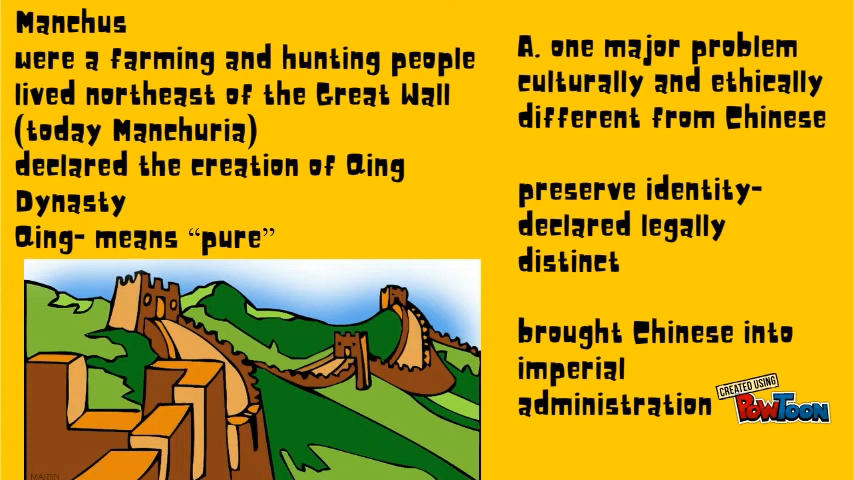 Manchus
were a farming and hunting people
lived northeast of the Great Wall
(today Manchuria)
declared the creation of Qing
Dynasty
Qing- means “pure”
A. one major problem
culturally and ethically
different from Chinese
preserve identity-
declared legally
distinct
brought Chinese into
imperial
administration
CREATED USING
POWTOON
MARTIN